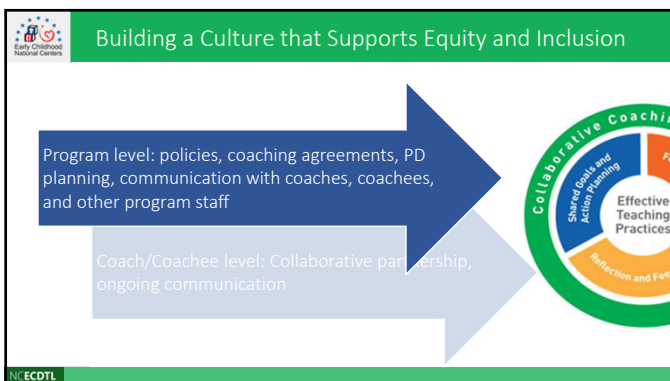 Early Childhood
National Centers
Building a Culture that Supports Equity and Inclusion
Program level: policies, coaching agreements, PD
planning, communication with coaches, coachees,
and other program staff
Coach/Coachee level: Collaborative partnership,
ongoing communication
Collaborative
Shared Goals and
Action Planning
Effective
Teaching
Practices
Reflection and
NCECDTL